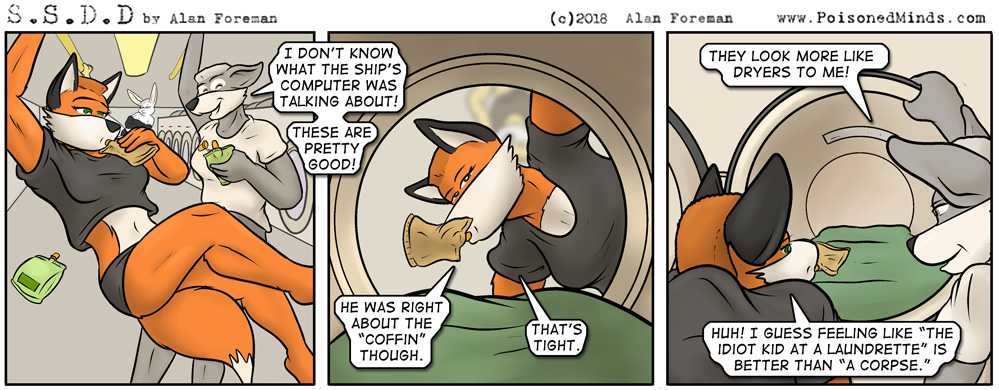 S.S.D.D by Alan Foreman
(c)2018 Alan Foreman
www.PoisonedMinds.com
I DON'T KNOW
WHAT THE SHIP'S
COMPUTER WAS
TALKING ABOUT!
THESE ARE
PRETTY
GOOD!
HE WAS RIGHT
ABOUT THE
"COFFIN"
THOUGH.
THAT'S
TIGHT.
THEY LOOK MORE LIKE
DRYERS TO ME!
HUH! I GUESS FEELING LIKE "THE
IDIOT KID AT A LAUNDRETTE" IS
BETTER THAN "A CORPSE."